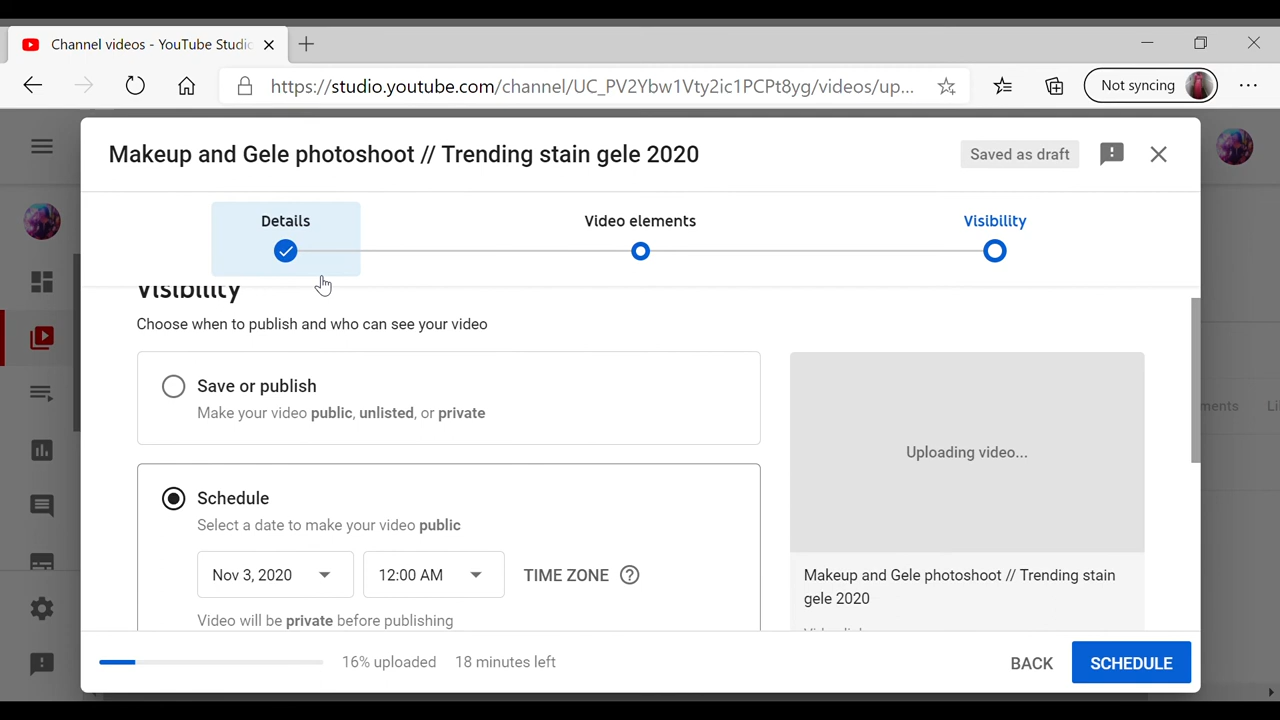 Channel videos - YouTube Studic
https://studio.youtube.com/channel/UC_PV2Ybw1Vty2ic1PCPt8yg/videos/up...
Not syncing
Makeup and Gele photoshoot // Trending stain gele 2020
Saved as draft
Details
Video elements
Visibility
Visibility
Choose when to publish and who can see your video
Save or publish
Make your video public, unlisted, or private
Uploading video...
Schedule
Select a date to make your video public
Nov 3, 2020
12:00 AM
TIME ZONE
Makeup and Gele photoshoot // Trending stain
gele 2020
Video will be private before publishing
16% uploaded
18 minutes left
BACK
SCHEDULE